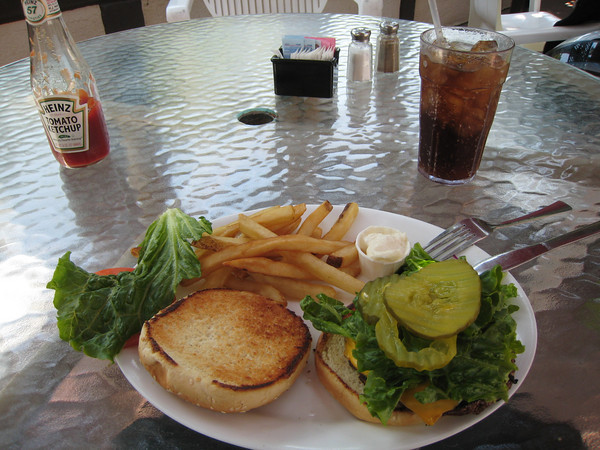 57
HEINZ
TOMATO
KETCHUP